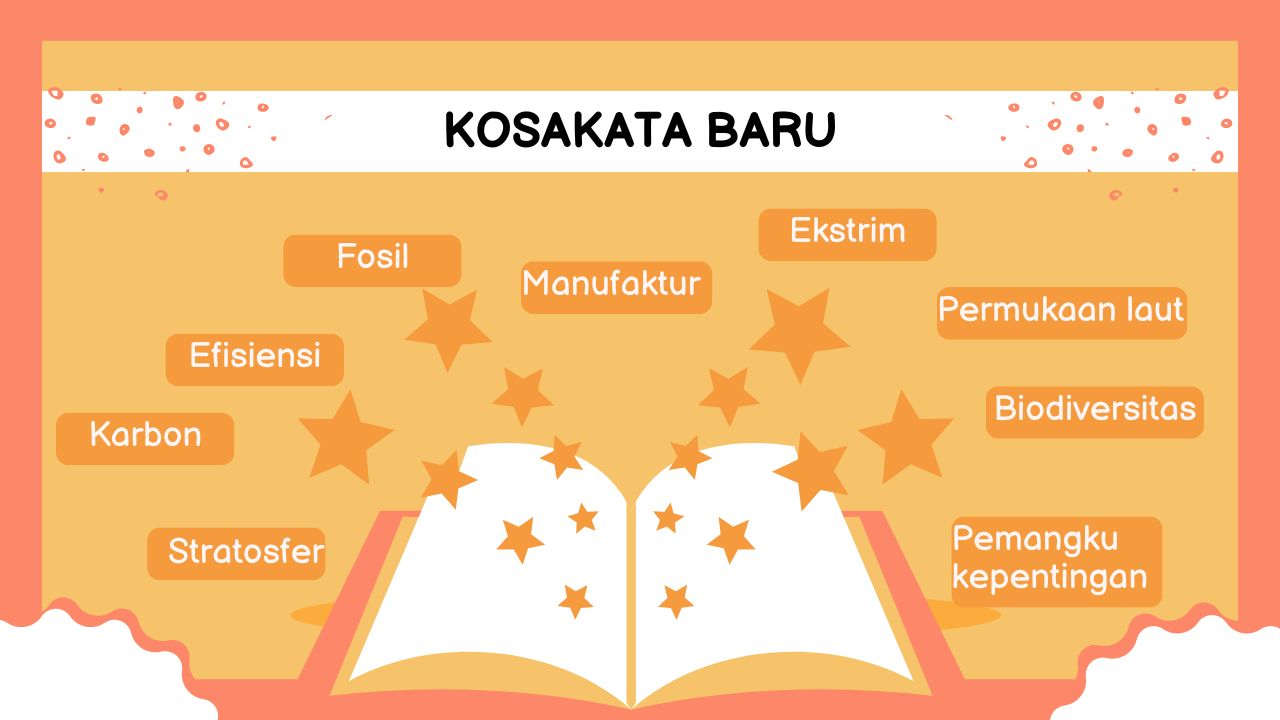 KOSAKATA BARU
Ekstrim
Fosil
Manufaktur
Permukaan laut
Efisiensi
Biodiversitas
Karbon
Stratosfer
Pemangku
kepentingan